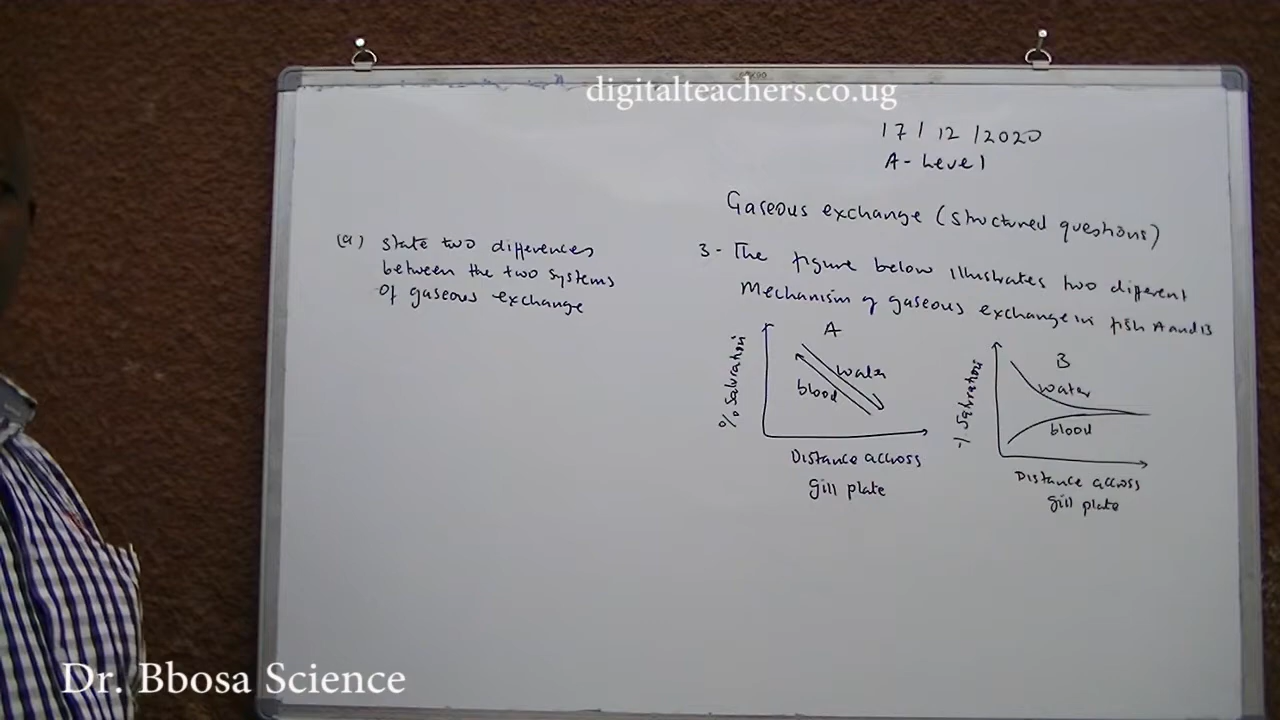 digitalteachers.co.ug
17/12/2020
A-Level
Gaseous exchange (structured questions)
3- The figure below illustrates two different
Mechanism of gaseous exchange in fish A and B
A
% Saturation
water
blood
Distance across
gill plate
B
% Saturation
water
blood
Distance across
gill plate
(a) state two differences
between the two systems
of gaseous exchange
Dr. Bbosa Science